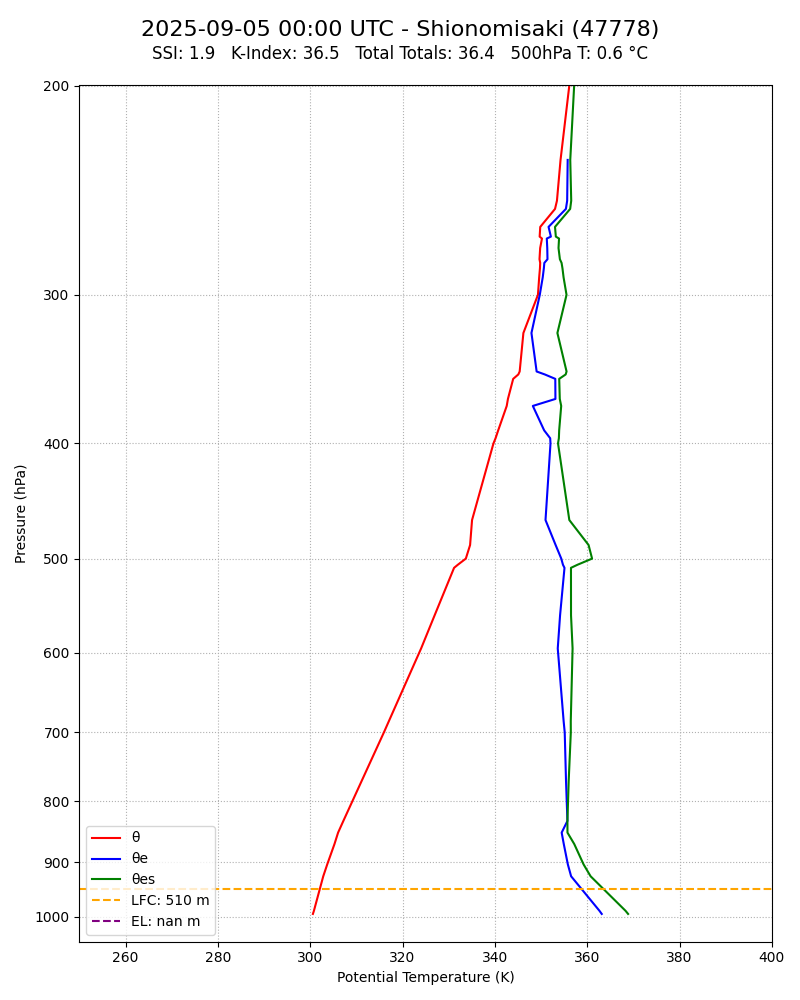 2025-09-05 00:00 UTC - Shionomisaki (47778)
SSI: 1.9   K-Index: 36.5   Total Totals: 36.4   500hPa T: 0.6 °C
200
300
400
500
600
700
800
900
1000
Pressure (hPa)
θ
θe
θes
LFC: 510 m
EL: nan m
260 280 300 320 340 360 380 400
Potential Temperature (K)